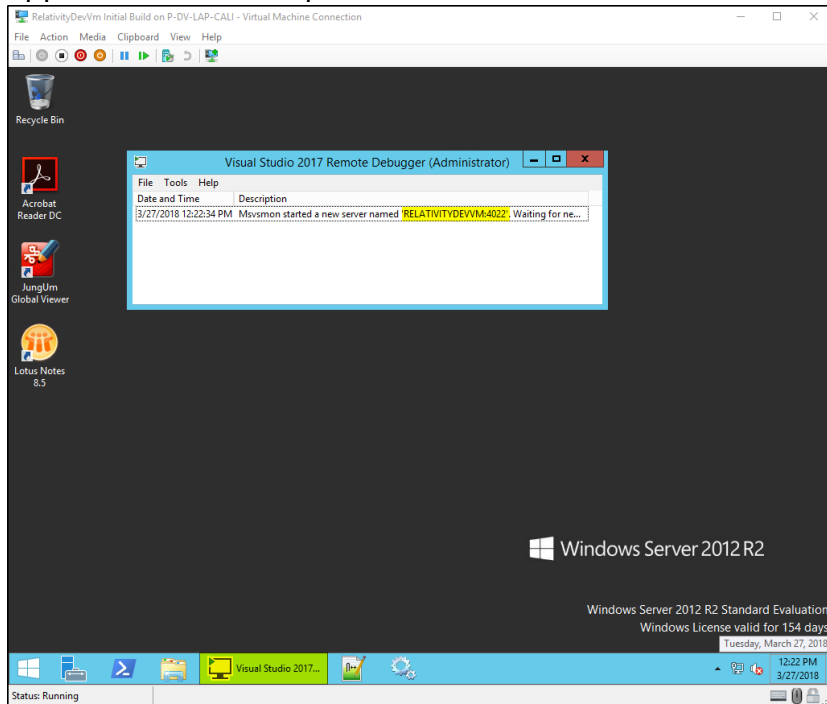 RelativityDevVm Initial Build on P-DV-LAP-CALI - Virtual Machine Connection
File Action Media Clipboard View Help
Recycle Bin
Visual Studio 2017 Remote Debugger (Administrator)
File Tools Help
Date and Time Description
3/27/2018 12:22:34 PM Msvsmon started a new server named 'RELATIVITYDEVVM:4022'. Waiting for ne...
Acrobat
Reader DC
JungUm
Global Viewer
Lotus Notes
8.5
Windows Server 2012 R2
Windows Server 2012 R2 Standard Evaluation
Windows License valid for 154 days
Tuesday, March 27, 2018
Visual Studio 2017...
12:22 PM
3/27/2018
Status: Running